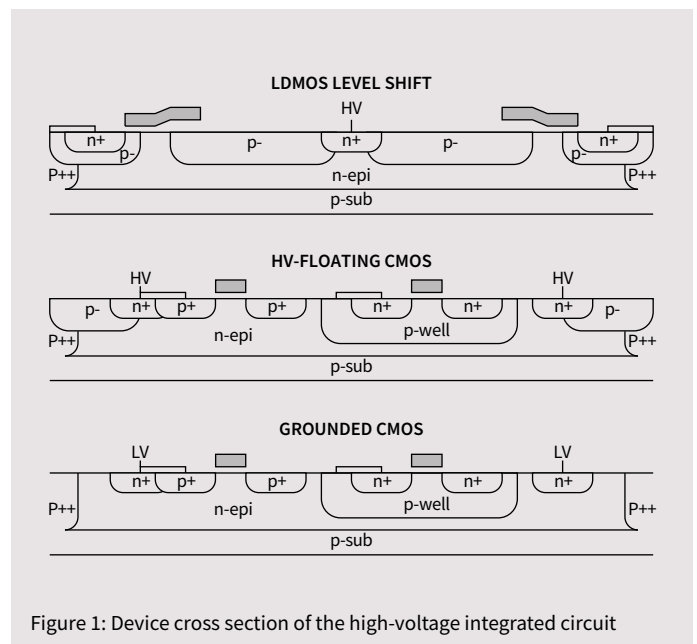 LDMOS LEVEL SHIFT
HV
n+ p- p- n+ p- p- n+
P++ n-epi P++
p-sub
HV-FLOATING CMOS
HV HV
p- n+ p+ p+ n+ n+ n+ p-
n-epi p-well
P++ P++
p-sub
GROUNDED CMOS
LV LV
n+ p+ p+ n+ n+ n+
P++ n-epi p-well P++
p-sub
Figure 1: Device cross section of the high-voltage integrated circuit